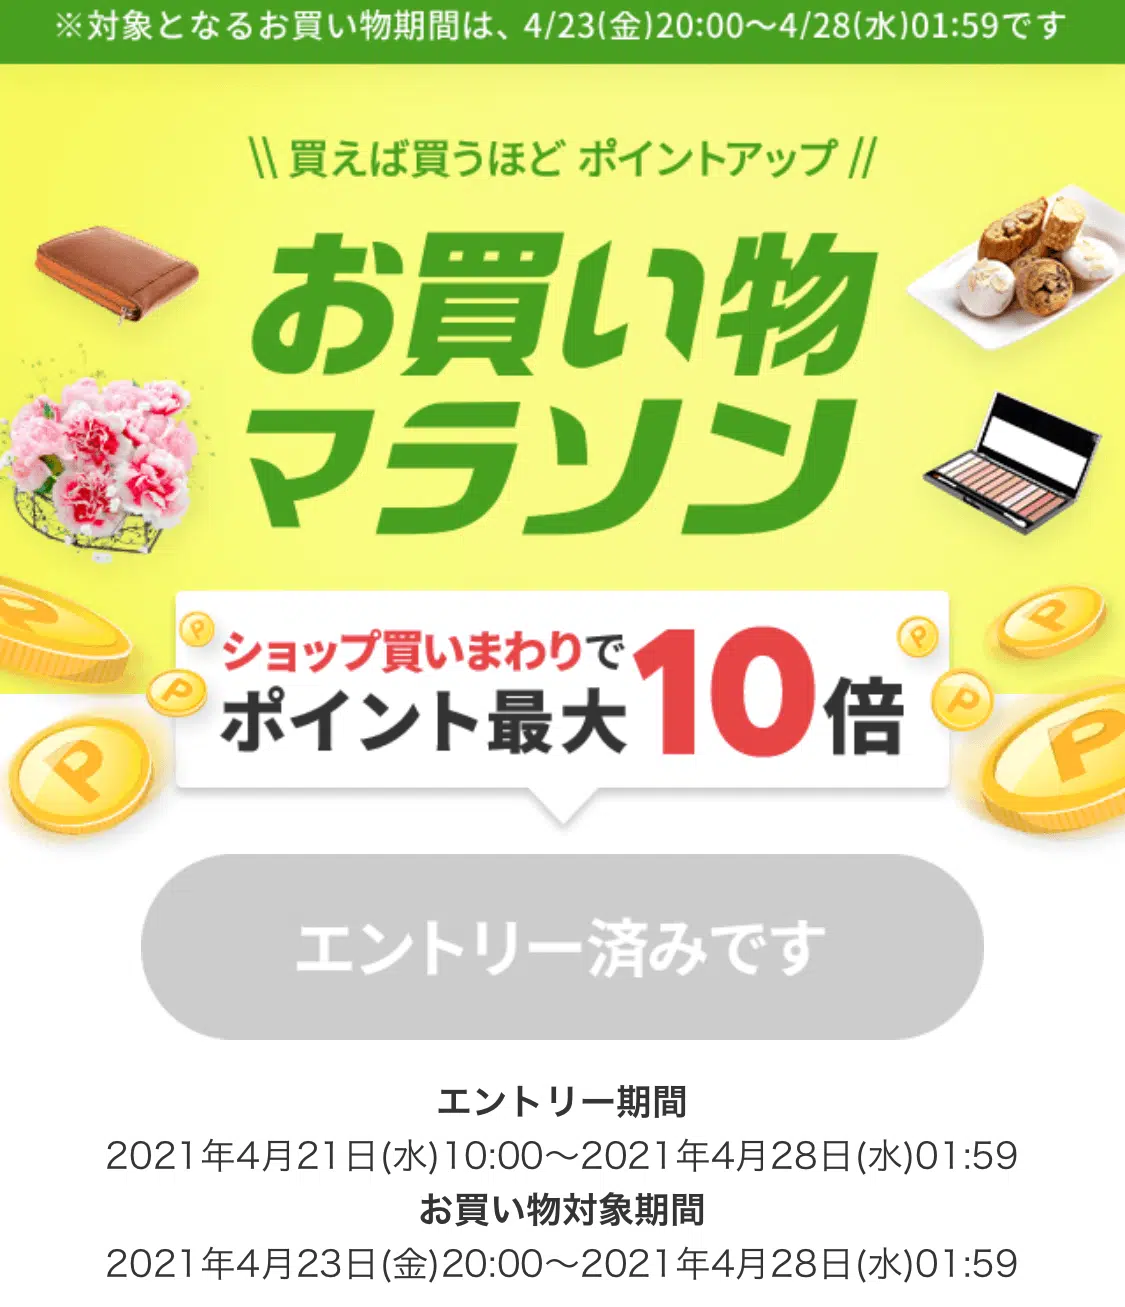 ※対象となるお買い物期間は、4/23(金)20:00〜4/28(水)01:59です
\\ 買えば買うほど ポイントアップ //
お買い物
マラソン
ショップ買いまわりで
ポイント最大10倍
エントリー済みです
エントリー期間
2021年4月21日(水)10:00〜2021年4月28日(水)01:59
お買い物対象期間
2021年4月23日(金)20:00〜2021年4月28日(水)01:59